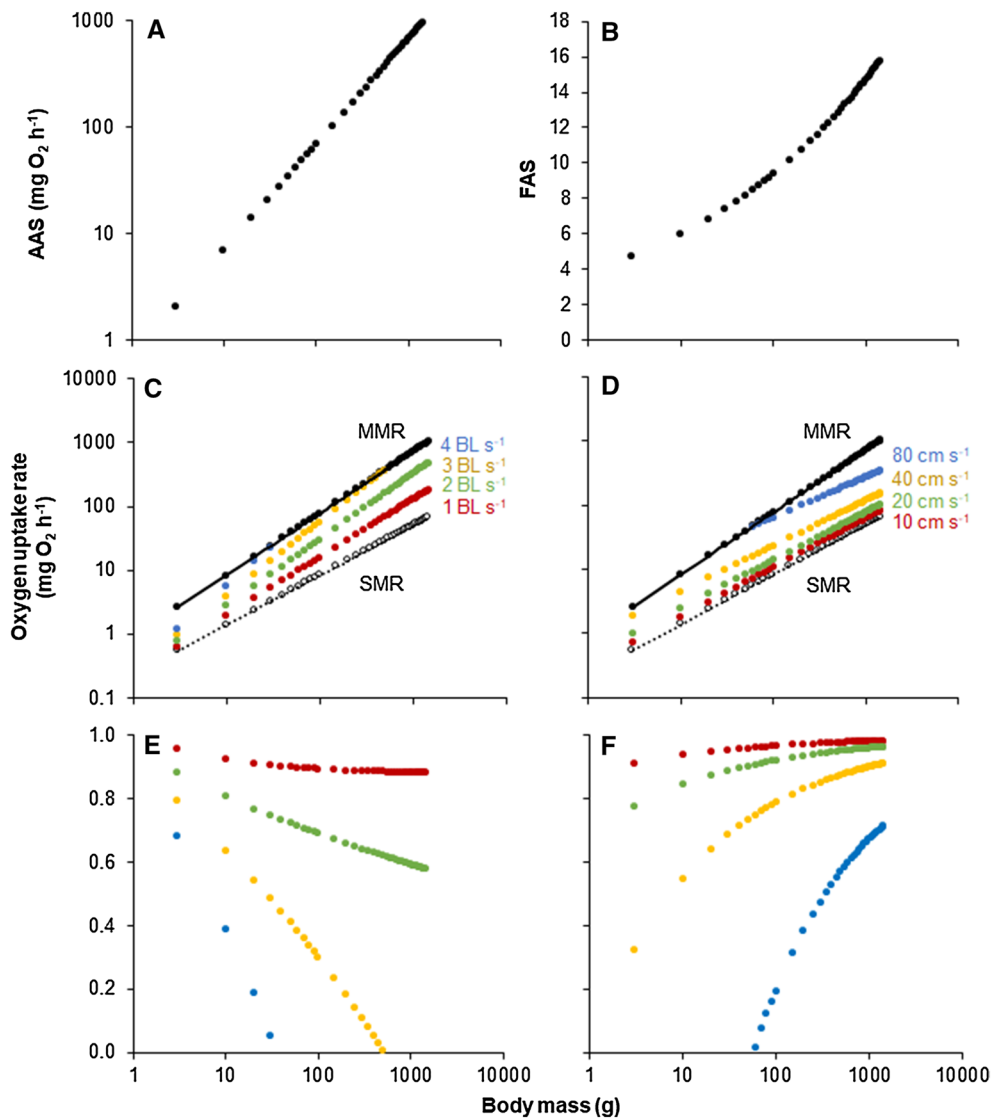 A
AAS (mg O2 h-1)
1000
100
10
1
B
FAS
18
16
14
12
10
8
6
4
2
0
C
Oxygen uptake rate
(mg O2 h-1)
10000
1000
100
10
1
0.1
MMR
4 BL s-1
3 BL s-1
2 BL s-1
1 BL s-1
SMR
D
MMR
80 cm s-1
40 cm s-1
20 cm s-1
10 cm s-1
SMR
E
1.0
0.8
0.6
0.4
0.2
0.0
1 10 100 1000 10000
F
1 10 100 1000 10000
Body mass (g)